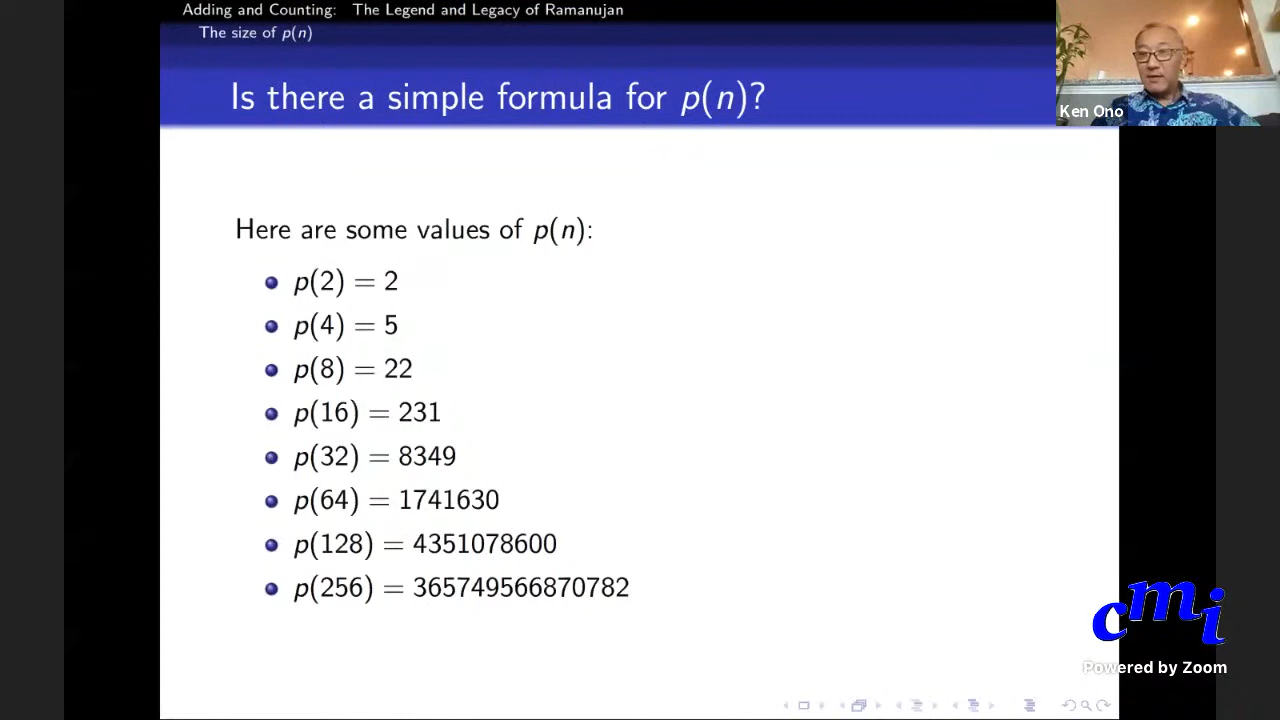 Adding and Counting: The Legend and Legacy of Ramanujan
The size of p(n)
Is there a simple formula for p(n)?
Ken Ono
Here are some values of p(n):
p(2) = 2
p(4) = 5
p(8) = 22
p(16) = 231
p(32) = 8349
p(64) = 1741630
p(128) = 4351078600
p(256) = 365749566870782
cmi
Powered by Zoom